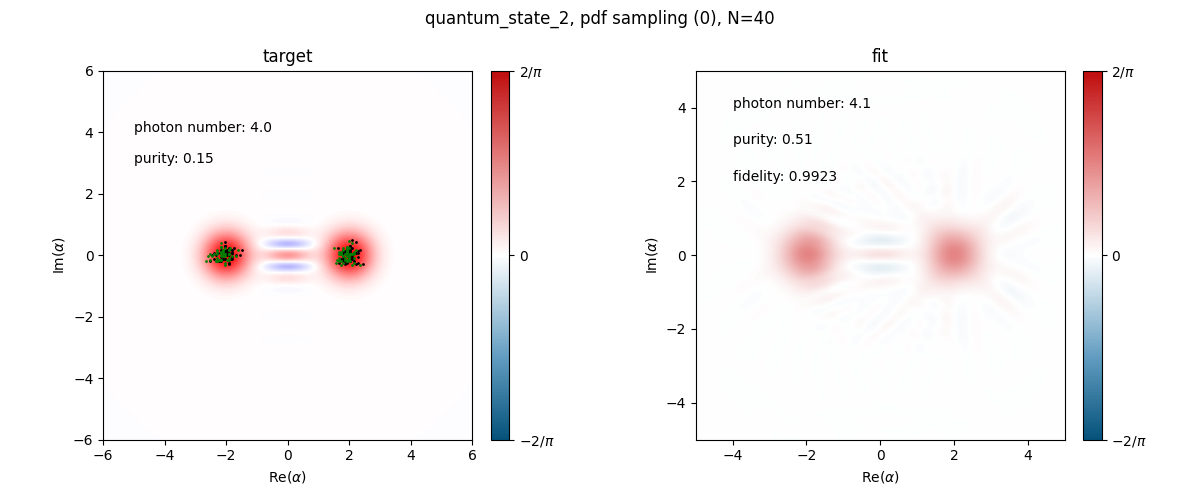 quantum_state_2, pdf sampling (0), N=40
target
photon number: 4.0
purity: 0.15
6
4
2
0
−2
−4
−6
−6
−4
−2
0
2
4
6
Im(α)
Re(α)
2/π
0
−2/π
fit
photon number: 4.1
purity: 0.51
fidelity: 0.9923
4
2
0
−2
−4
−4
−2
0
2
4
Im(α)
Re(α)
2/π
0
−2/π